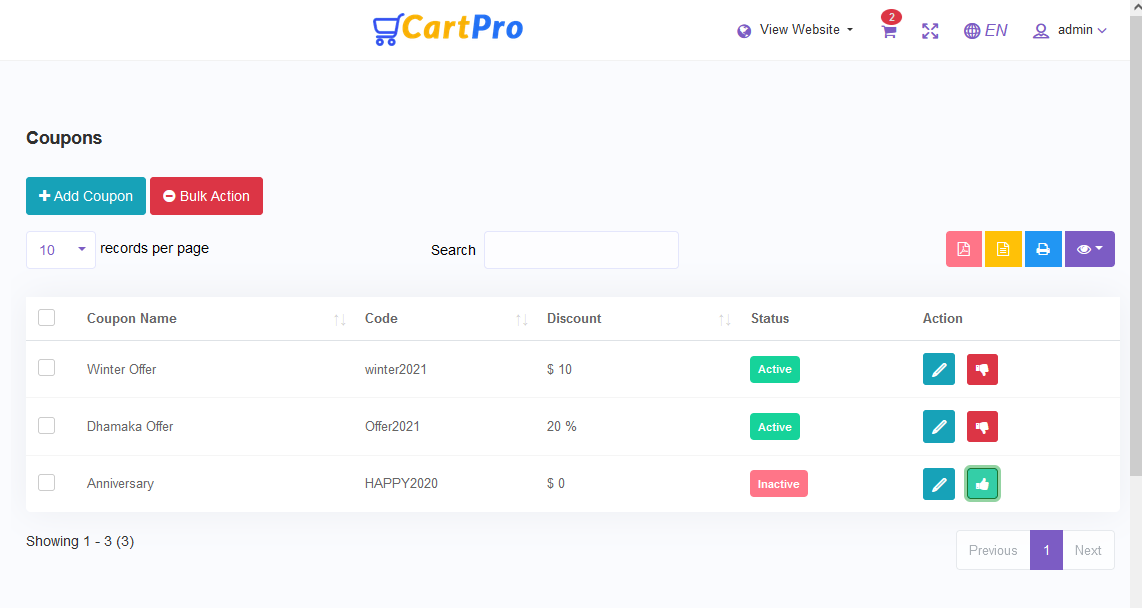 CartPro
View Website
2
EN
admin
Coupons
Add Coupon
Bulk Action
10 records per page
Search
Coupon Name Code Discount Status Action
Winter Offer winter2021 $ 10 Active
Dhamaka Offer Offer2021 20 % Active
Anniversary HAPPY2020 $ 0 Inactive
Showing 1 - 3 (3)
Previous 1 Next